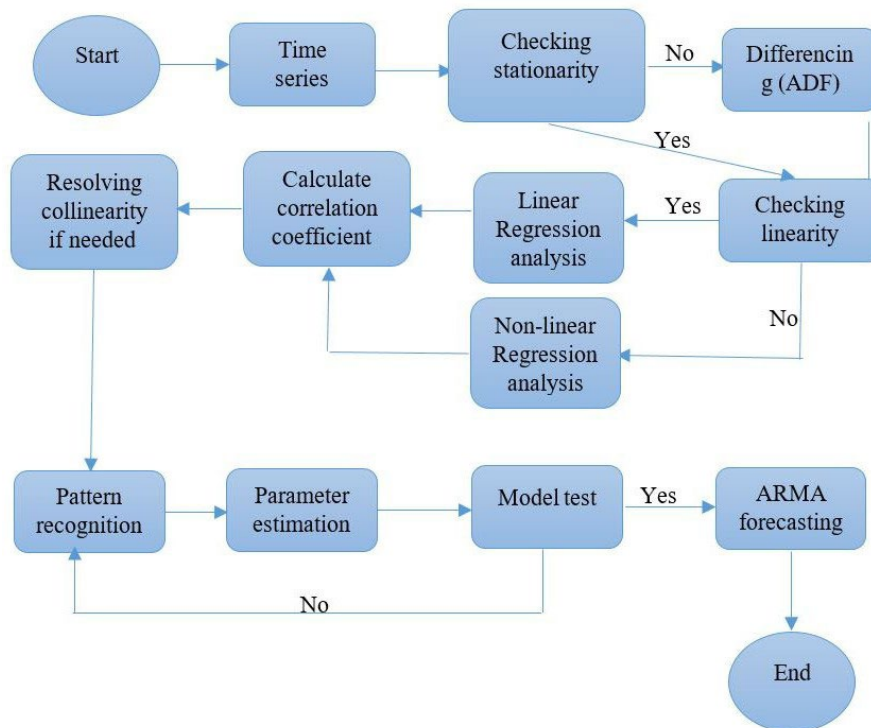 Start
Time
series
Checking
stationarity
No
Differencin
g (ADF)
Yes
Resolving
collinearity
if needed
Calculate
correlation
coefficient
Linear
Regression
analysis
Yes
Checking
linearity
No
Non-linear
Regression
analysis
Pattern
recognition
Parameter
estimation
Model test
Yes
ARMA
forecasting
No
End